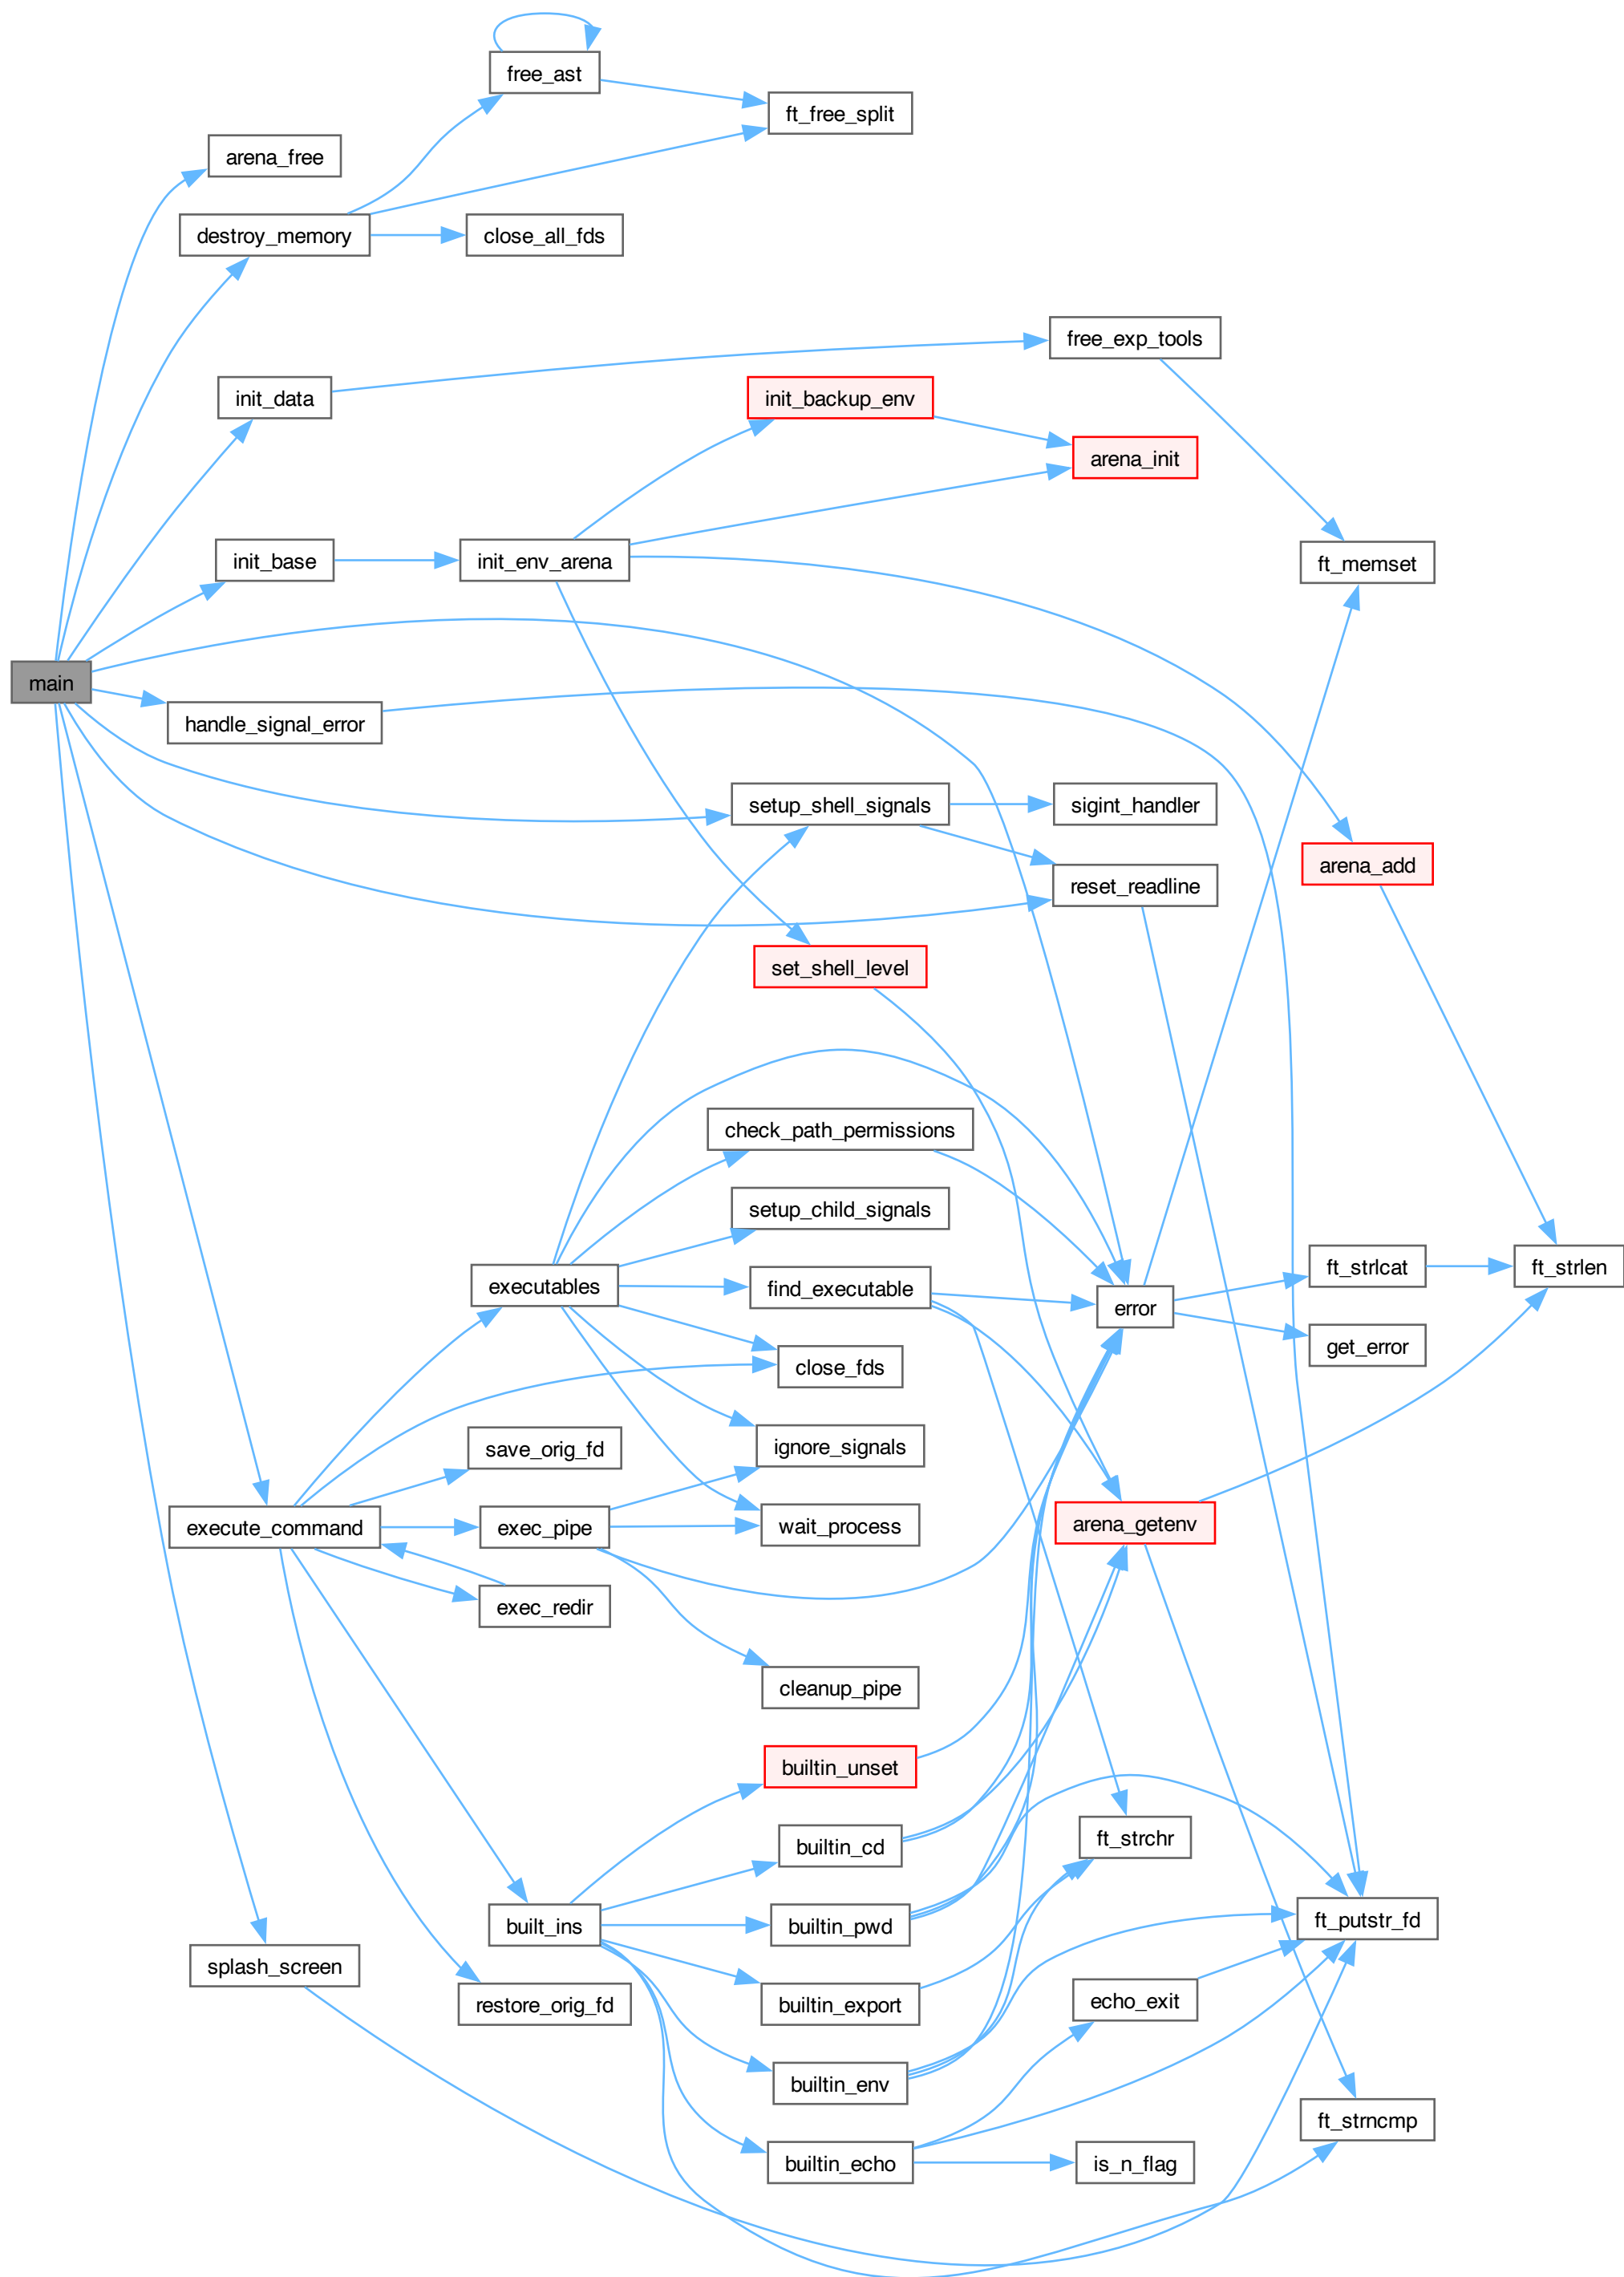 free_ast
ft_free_split
arena_free
destroy_memory
close_all_fds
free_exp_tools
init_data
init_backup_env
arena_init
init_base
init_env_arena
ft_memset
main
handle_signal_error
setup_shell_signals
sigint_handler
arena_add
reset_readline
set_shell_level
check_path_permissions
setup_child_signals
executables
find_executable
error
ft_strlcat
ft_strlen
get_error
close_fds
save_orig_fd
ignore_signals
execute_command
exec_pipe
wait_process
arena_getenv
exec_redir
cleanup_pipe
builtin_unset
builtin_cd
ft_strchr
built_ins
builtin_pwd
ft_putstr_fd
splash_screen
restore_orig_fd
builtin_export
echo_exit
builtin_env
ft_strncmp
builtin_echo
is_n_flag